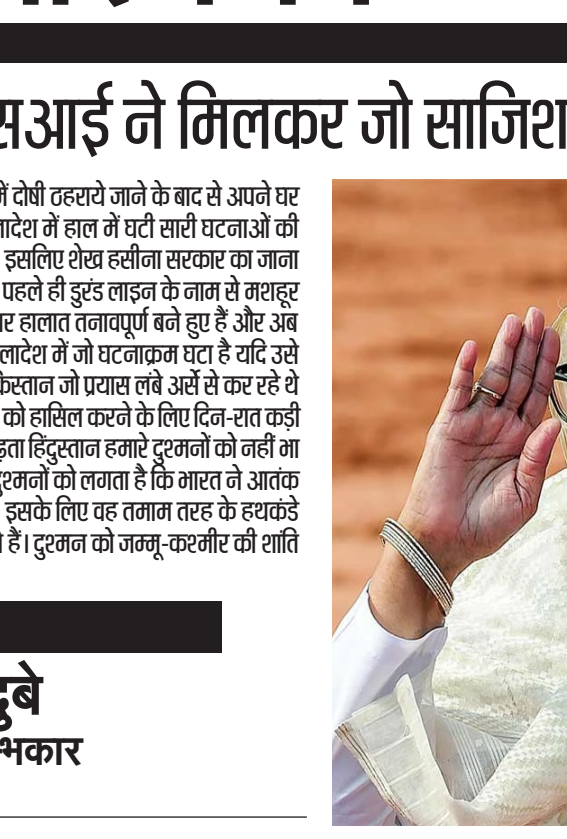 सआई ने मिलकर जो साजिश
में दोषी ठहराये जाने के बाद से अपने घर
लादेश में हाल में घटी सारी घटनाओं की
इसलिए शेख हसीना सरकार का जाना
पहले ही डुरंड लाइन के नाम से मशहूर
र हालात तनावपूर्ण बने हुए हैं और अब
लादेश में जो घटनाक्रम घटा है यदि उसे
केस्तान जो प्रयास लंबे अर्से से कर रहे थे
को हासिल करने के लिए दिन-रात कड़ी
ढ़ता हिंदुस्तान हमारे दुश्मनों को नहीं भा
दुश्मनों को लगता है कि भारत ने आतंक
इसके लिए वह तमाम तरह के हथकंडे
हैं। दुश्मन को जम्मू-कश्मीर की शांति
दुबे
म्भकार